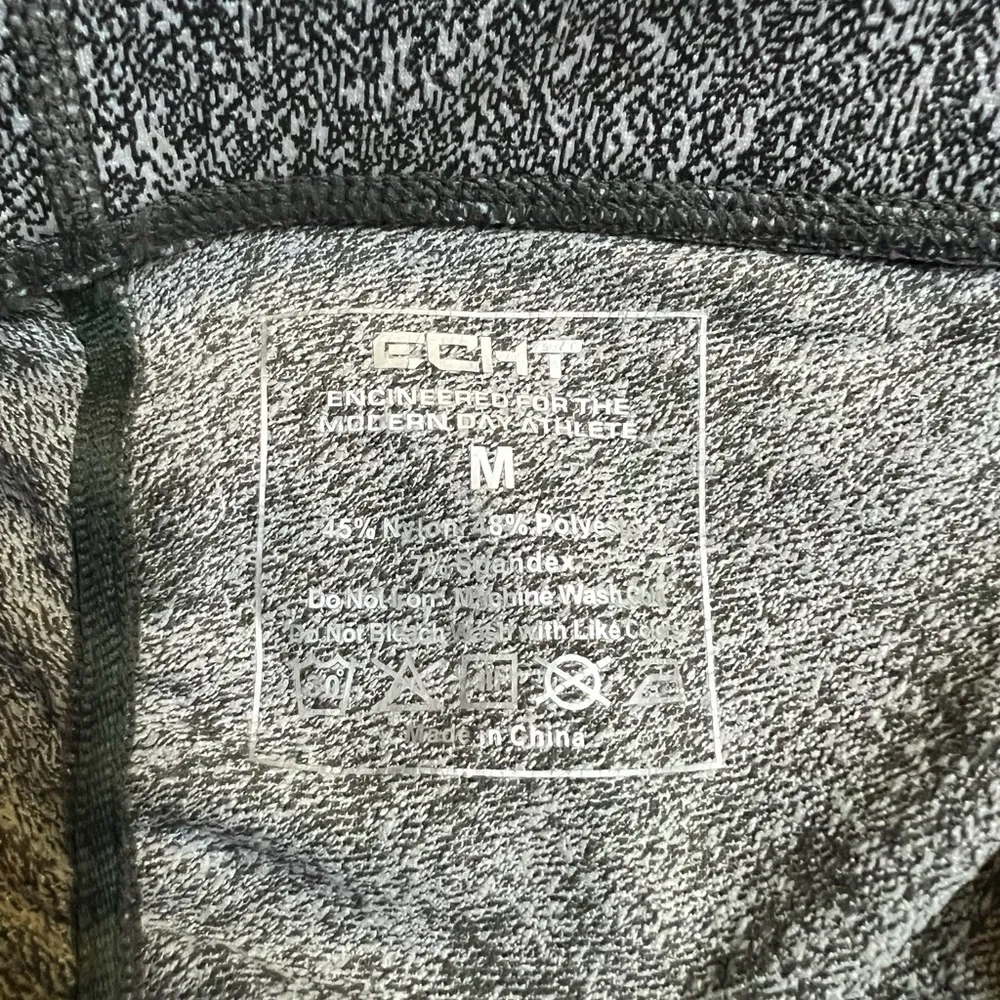 ECHT
ENGINEERED FOR THE
MODERN DAY ATHLETE
M
45% Nylon 48% Polyester
7% Spandex
Do Not Iron Machine Wash Cold
Do Not Bleach Wash with Like Colors
30°
Made in China